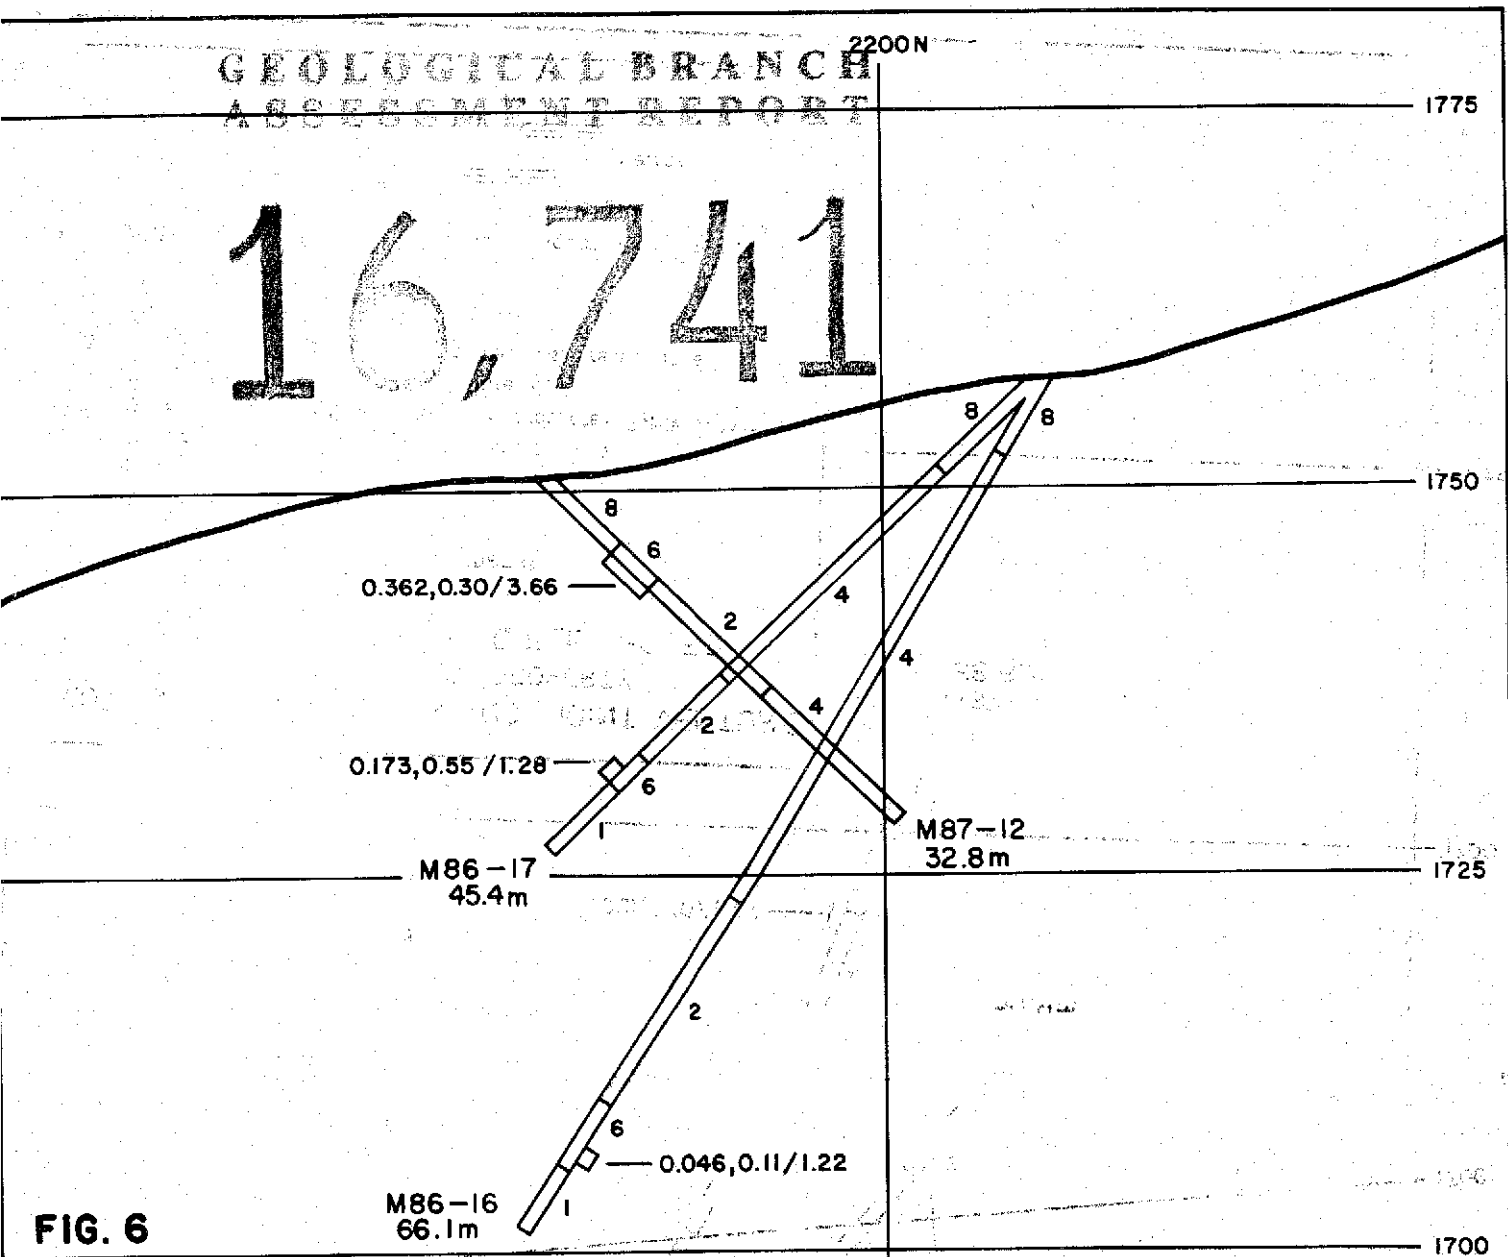 2200N
GEOLOGICAL BRANCH
ASSESSMENT REPORT
1775
16,741
8
8
1750
8
6
0.362,0.30/3.66
4
2
4
4
2
0.173,0.55/1.28
6
1
M87-12
32.8m
M86-17
45.4m
1725
2
6
0.046,0.11/1.22
M86-16
66.1m
1
FIG. 6
1700